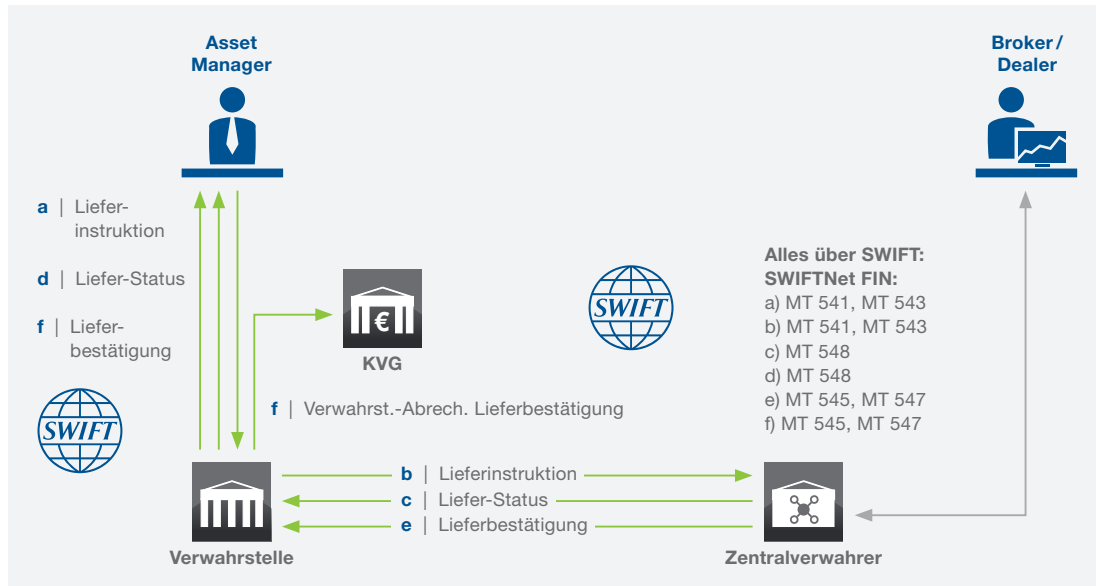 Asset
Manager
Broker / 
Dealer
a | Liefer-
instruktion
d | Liefer-Status
f | Liefer-
bestätigung
SWIFT
€
KVG
SWIFT
Alles über SWIFT:
SWIFTNet FIN:
a) MT 541, MT 543
b) MT 541, MT 543
c) MT 548
d) MT 548
e) MT 545, MT 547
f) MT 545, MT 547
f | Verwahrst.-Abrech. Lieferbestätigung
b | Lieferinstruktion
c | Liefer-Status
e | Lieferbestätigung
Verwahrstelle
Zentralverwahrer